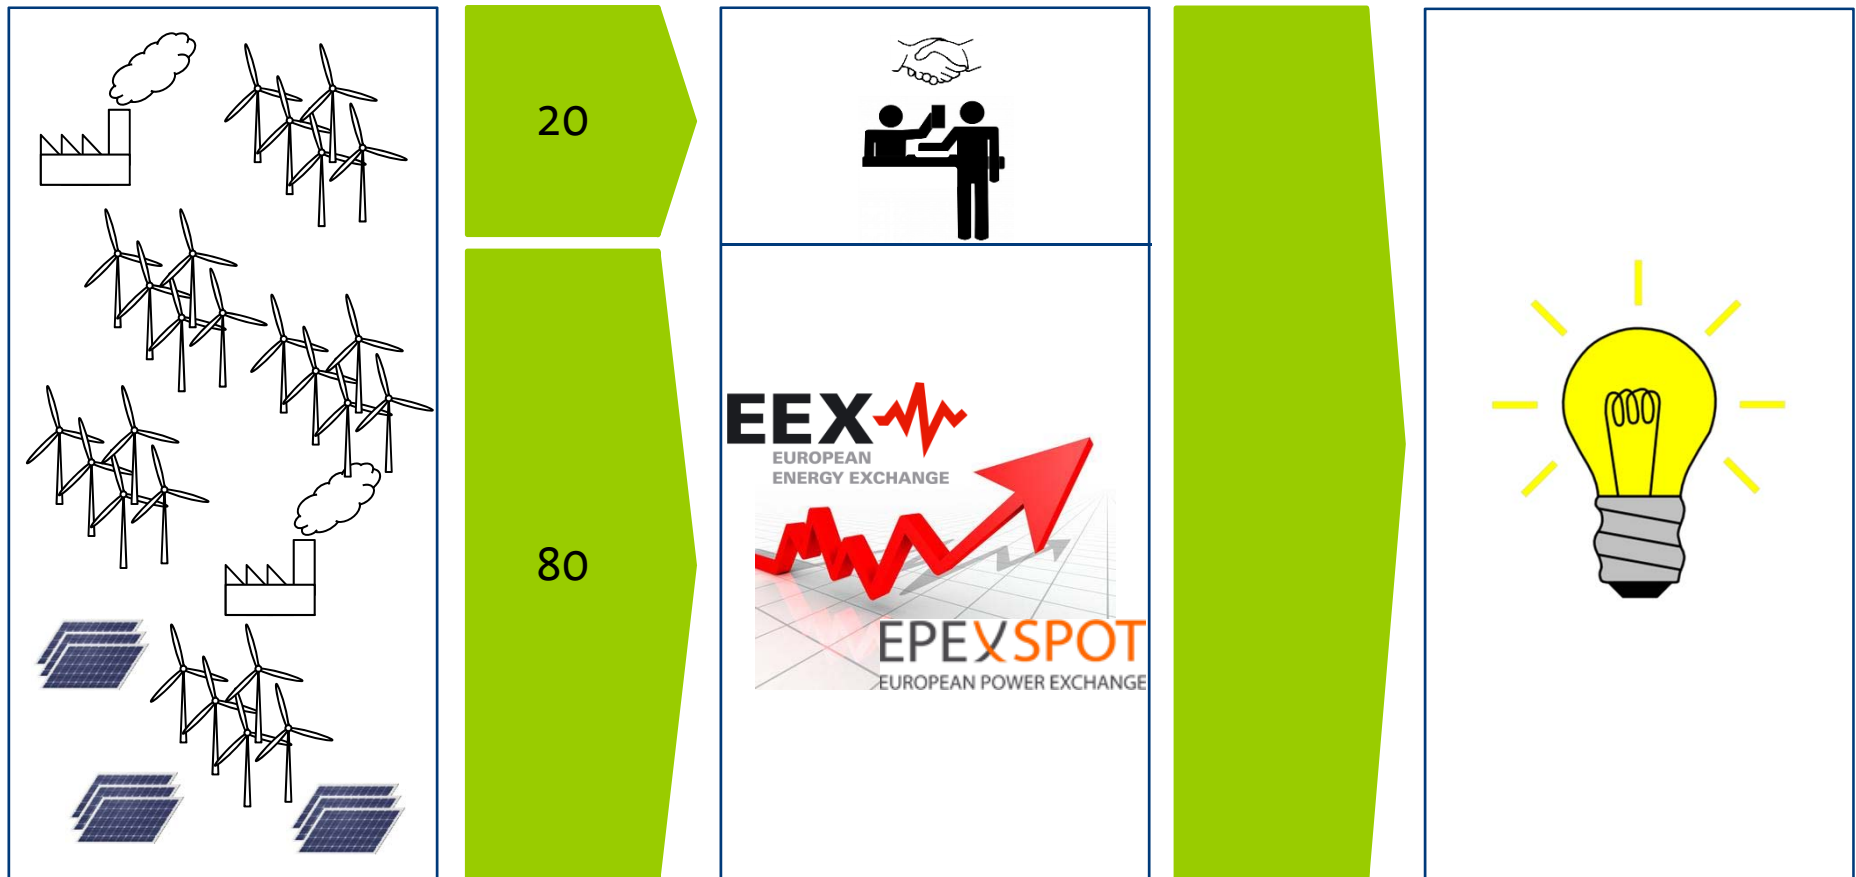 20
80
EEX
EUROPEAN
ENERGY EXCHANGE
EPEXSPOT
EUROPEAN POWER EXCHANGE